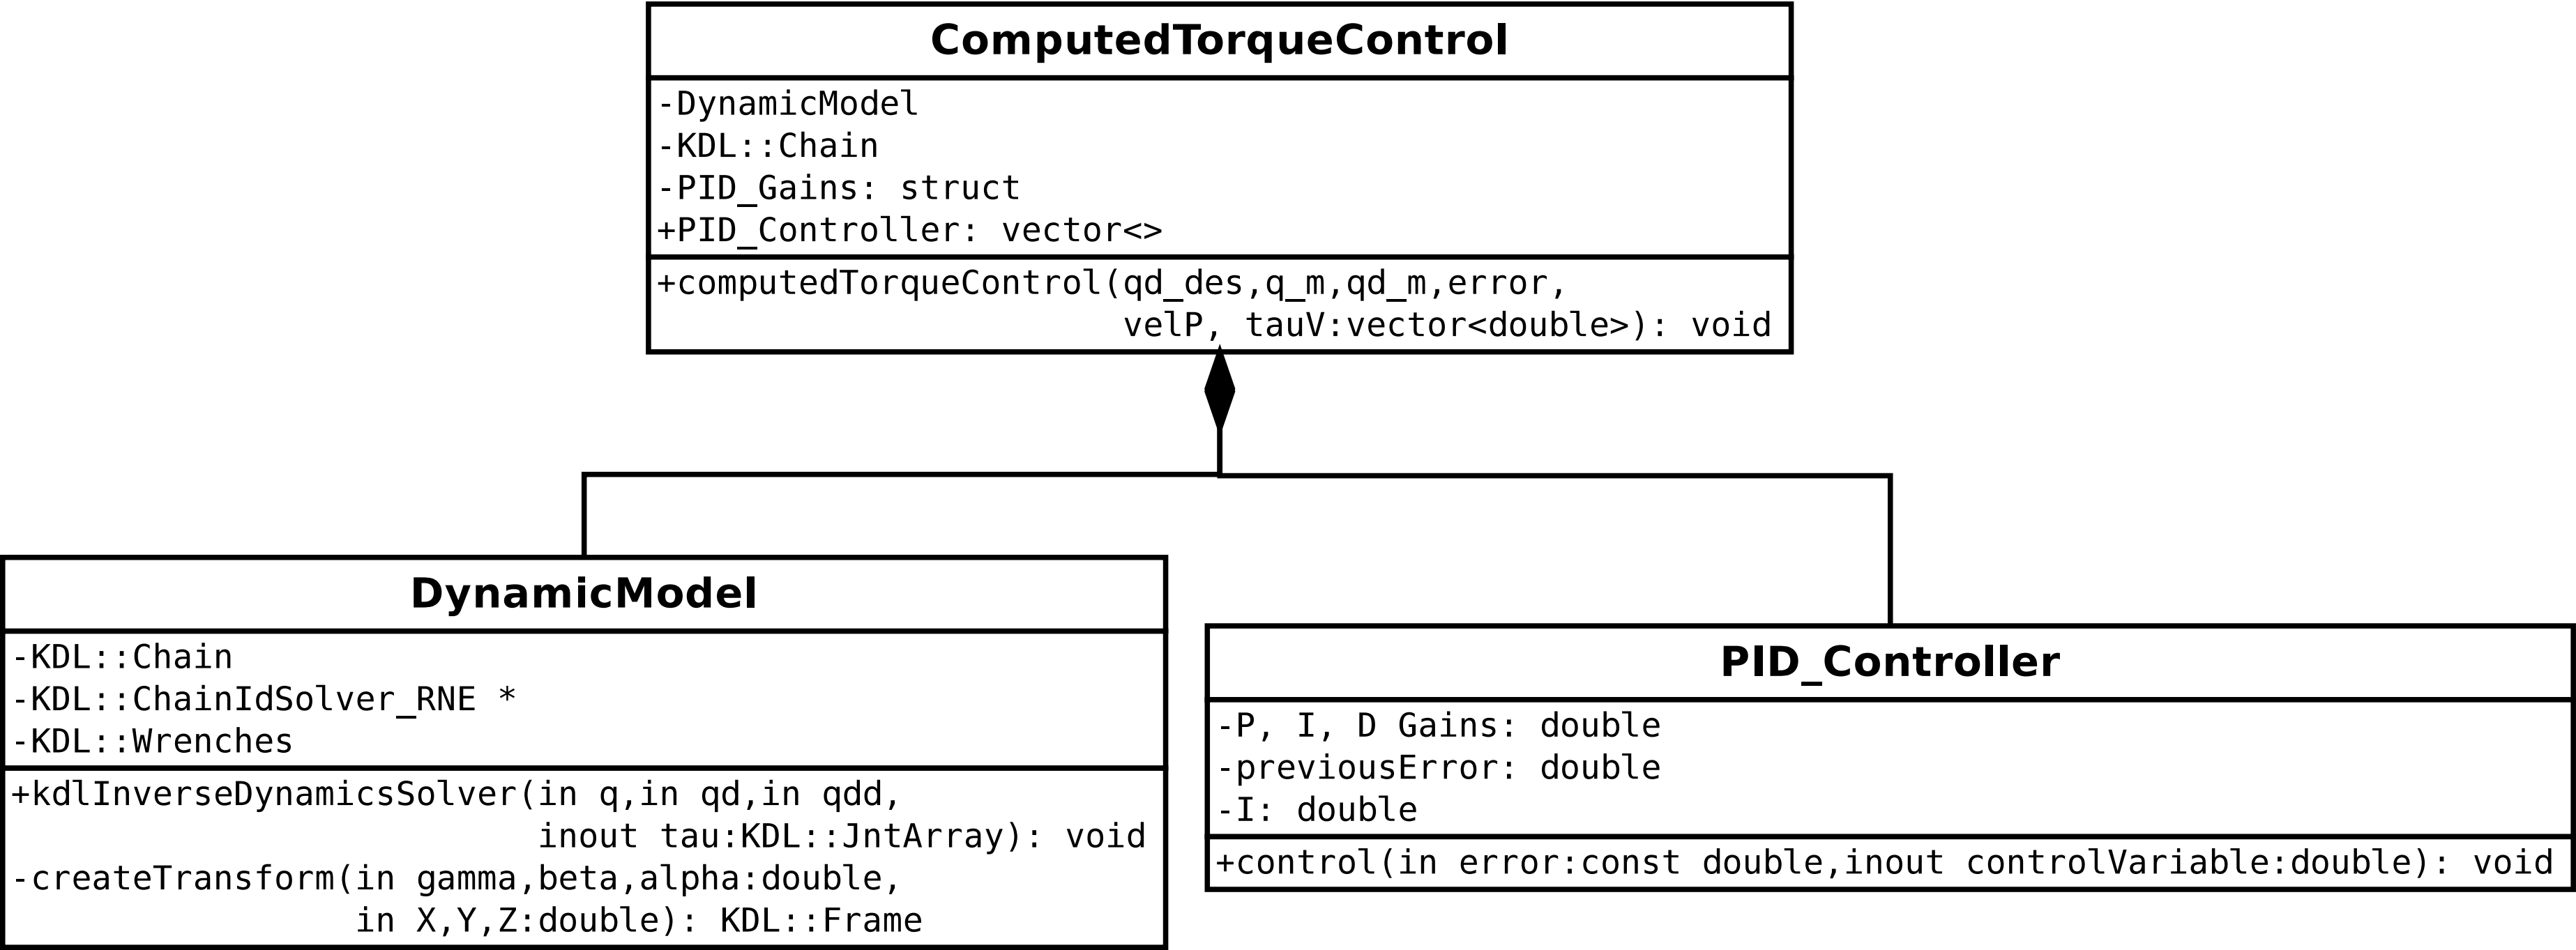 ComputedTorqueControl
-DynamicModel
-KDL::Chain
-PID_Gains: struct
+PID_Controller: vector<>
+computedTorqueControl(qd_des,q_m,qd_m,error,
velP, tauV:vector<double>): void
DynamicModel
-KDL::Chain
-KDL::ChainIdSolver_RNE *
-KDL::Wrenches
+kdlInverseDynamicsSolver(in q,in qd,in qdd,
inout tau:KDL::JntArray): void
-createTransform(in gamma,beta,alpha:double,
in X,Y,Z:double): KDL::Frame
PID_Controller
-P, I, D Gains: double
-previousError: double
-I: double
+control(in error:const double,inout controlVariable:double): void